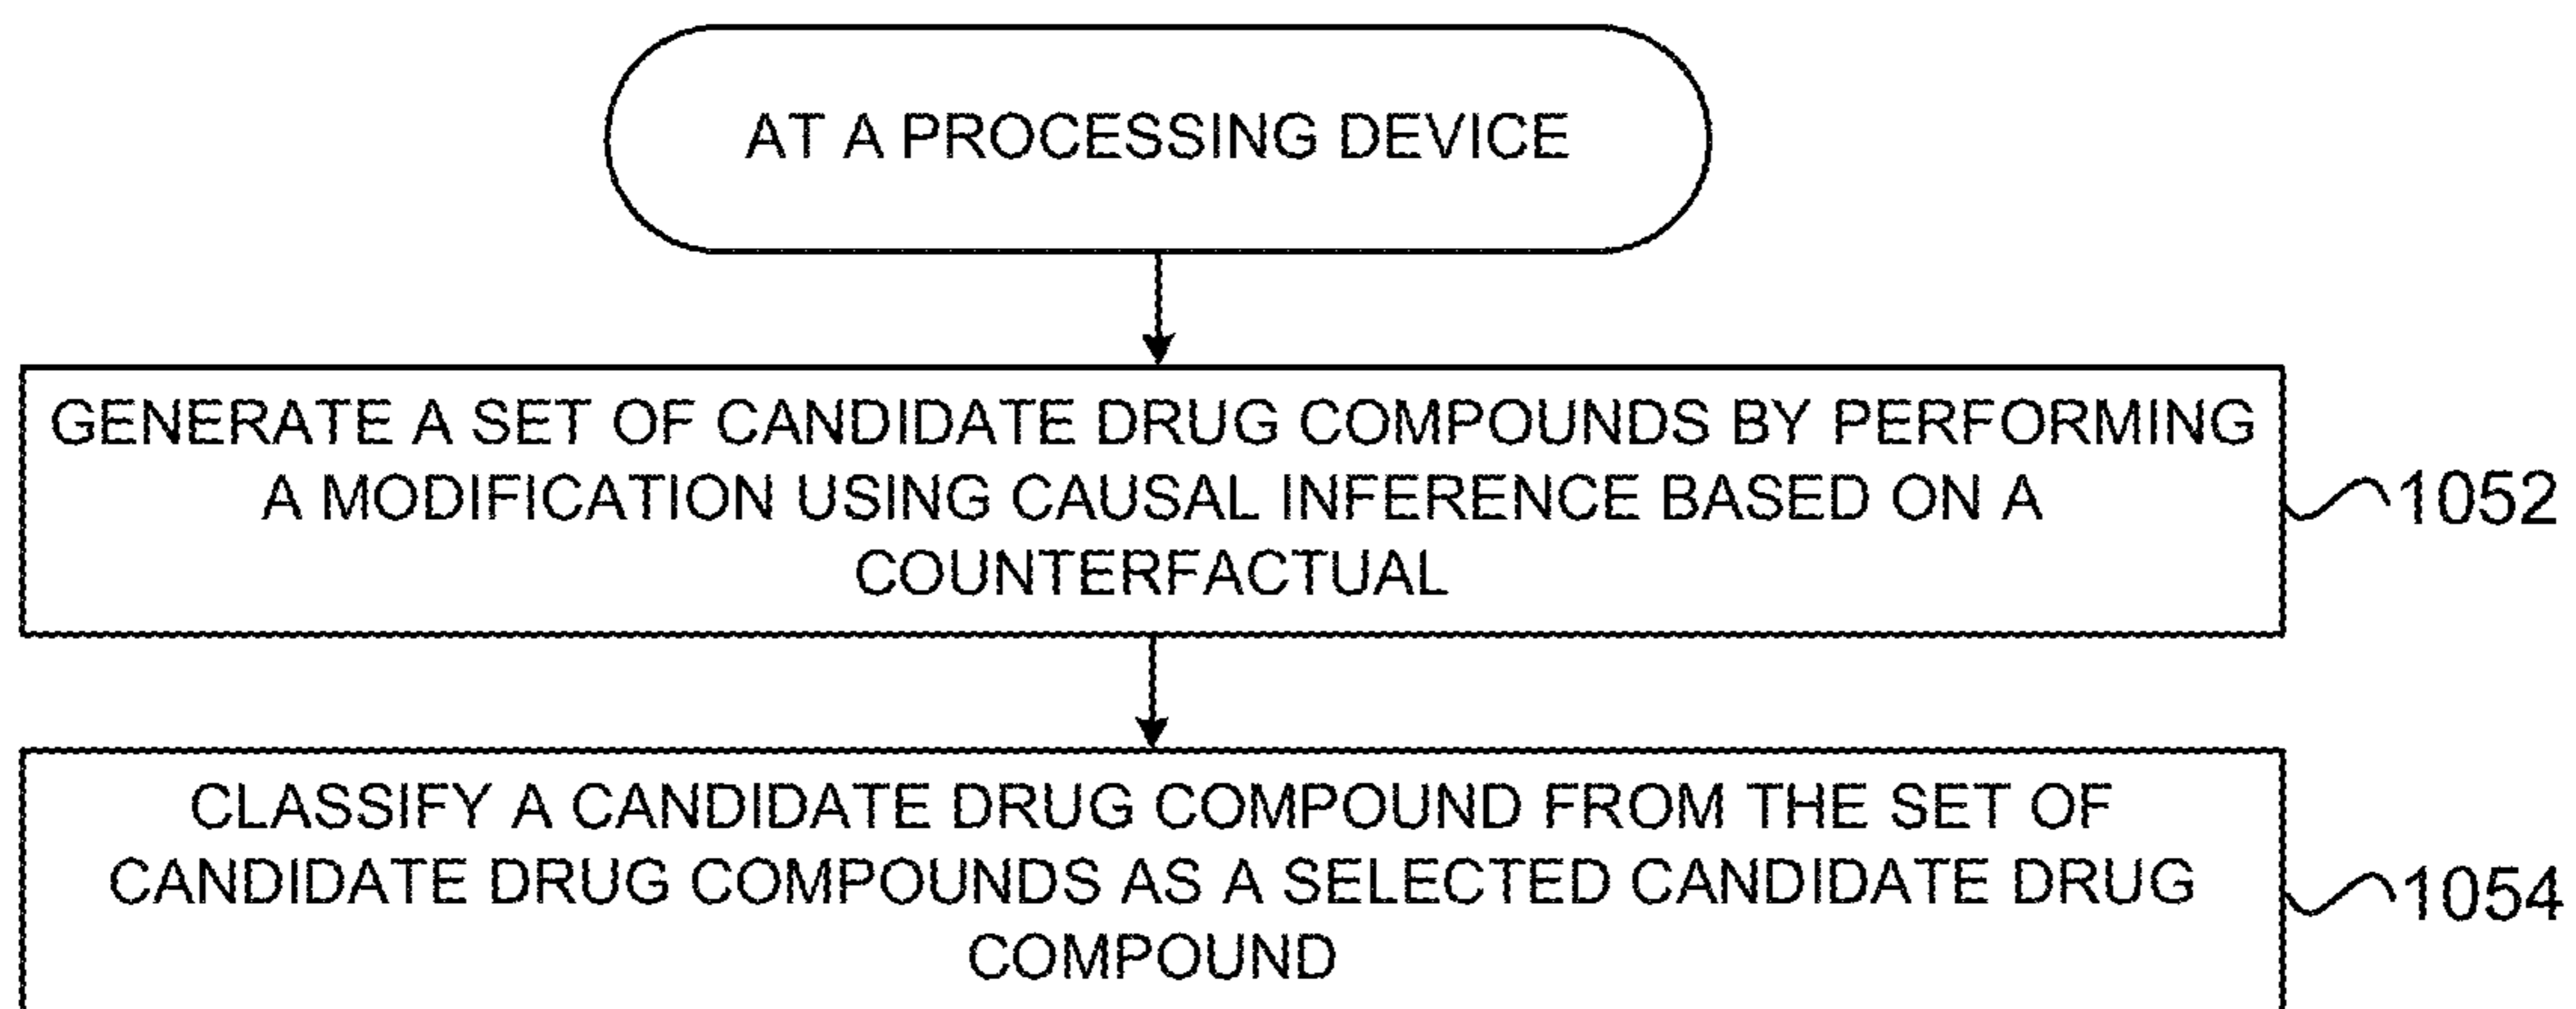 AT A PROCESSING DEVICE
GENERATE A SET OF CANDIDATE DRUG COMPOUNDS BY PERFORMING
A MODIFICATION USING CAUSAL INFERENCE BASED ON A
COUNTERFACTUAL
1052
CLASSIFY A CANDIDATE DRUG COMPOUND FROM THE SET OF
CANDIDATE DRUG COMPOUNDS AS A SELECTED CANDIDATE DRUG
COMPOUND
1054